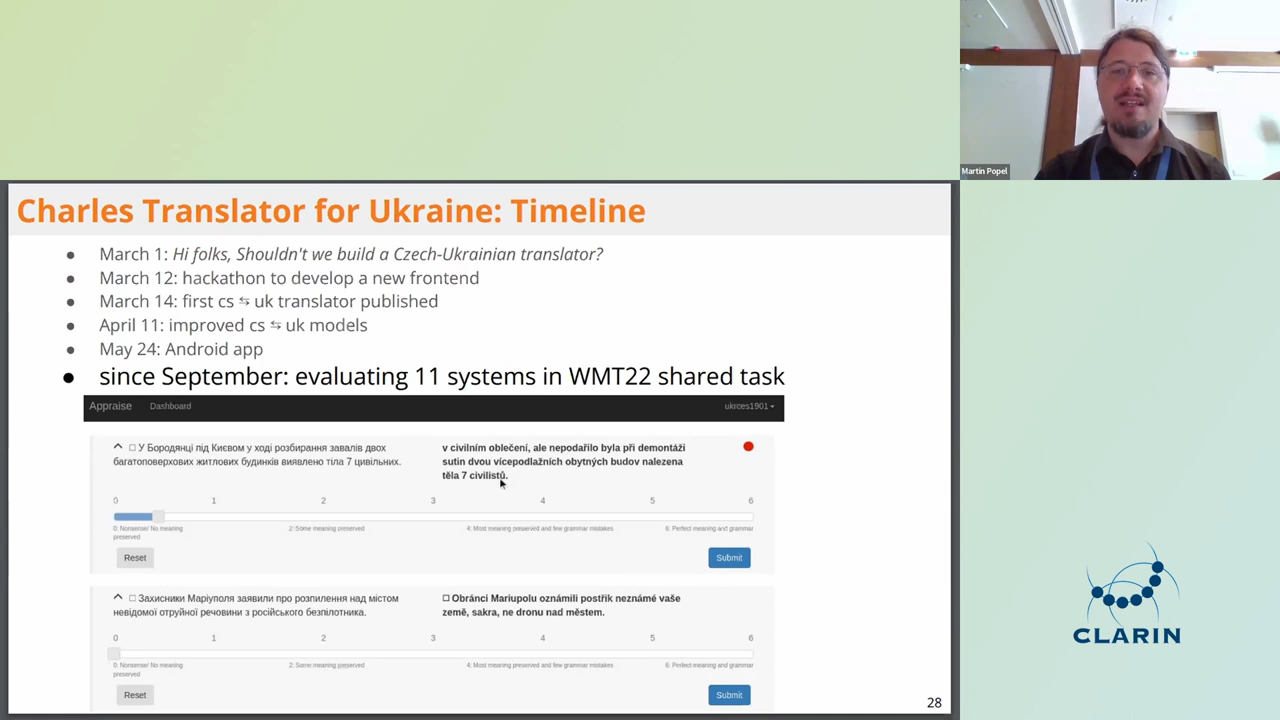 Martin Popel
Charles Translator for Ukraine: Timeline
● March 1: Hi folks, Shouldn't we build a Czech-Ukrainian translator?
● March 12: hackathon to develop a new frontend
● March 14: first cs ⇆ uk translator published
● April 11: improved cs ⇆ uk models
● May 24: Android app
● since September: evaluating 11 systems in WMT22 shared task
Appraise Dashboard ukrces1901
У Бородянці під Києвом у ході розбирання завалів двох
багатоповерхових житлових будинків виявлено тіла 7 цивільних.
v civilním oblečení, ale nepodařilo byla při demontáži
sutin dvou vícepodlažních obytných budov nalezena
těla 7 civilistů.
0 1 2 3 4 5 6
0: Nonsense/ No meaning
preserved
2: Some meaning preserved
4: Most meaning preserved and few grammar mistakes
6: Perfect meaning and grammar
Reset Submit
Захисники Маріуполя заявили про розпилення над містом
невідомої отруйної речовини з російського безпілотника.
Obránci Mariupolu oznámili postřik neznámé vaše
země, sakra, ne dronu nad městem.
0 1 2 3 4 5 6
0: Nonsense/ No meaning
preserved
2: Some meaning preserved
4: Most meaning preserved and few grammar mistakes
6: Perfect meaning and grammar
Reset Submit
28
CLARIN